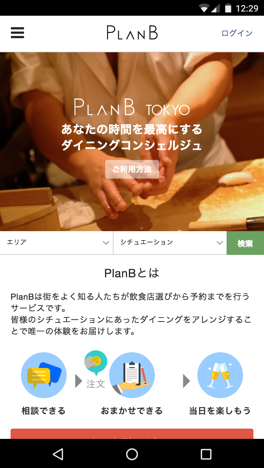 12:29
PLANB
ログイン
PLANB TOKYO
あなたの時間を最高にする
ダイニングコンシェルジュ
ご利用方法
エリア
シチュエーション
検索
PlanBとは
PlanBは街をよく知る人たちが飲食店選びから予約までを行う
サービスです。
皆様のシチュエーションにあったダイニングをアレンジするこ
とで唯一の体験をお届けします。
注文
相談できる
おまかせできる
当日を楽しもう